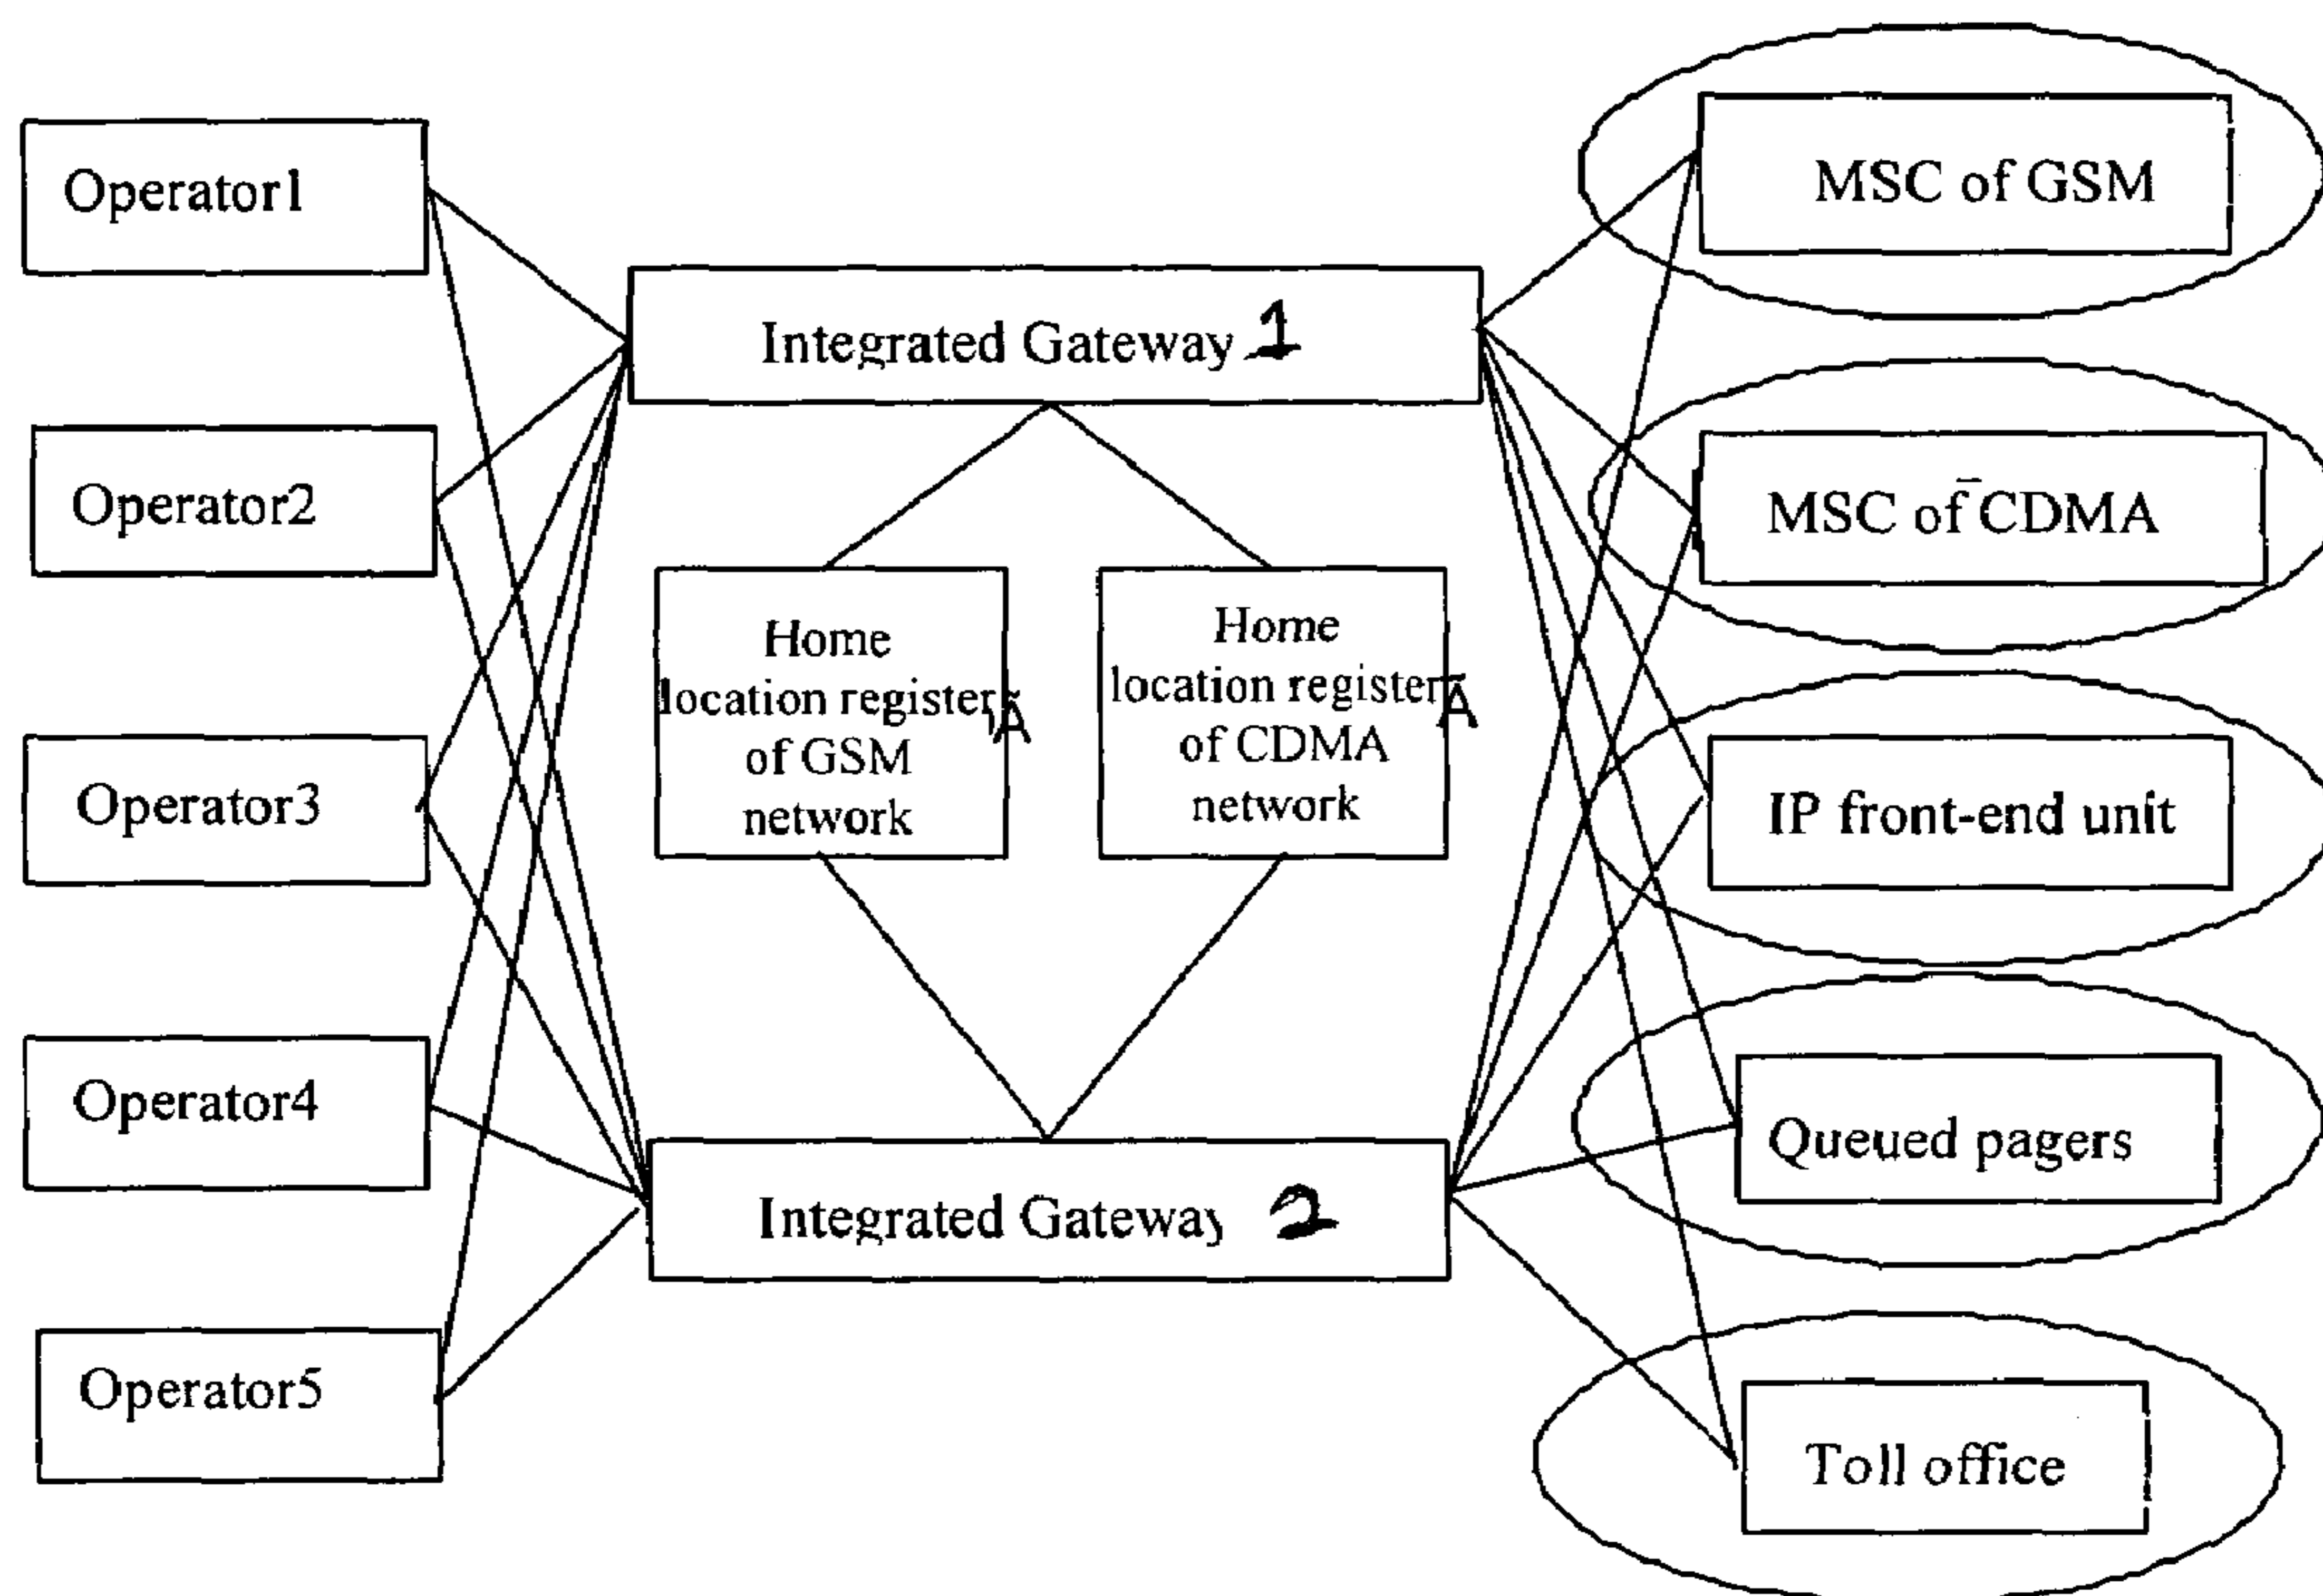 Operator1
Operator2
Operator3
Operator4
Operator5
Integrated Gateway 1
Home
location register Ã
of GSM
network
Home
location register Ã
of CDMA
network
Integrated Gateway 2
MSC of GSM
MSC of CDMA
IP front-end unit
Queued pagers
Toll office